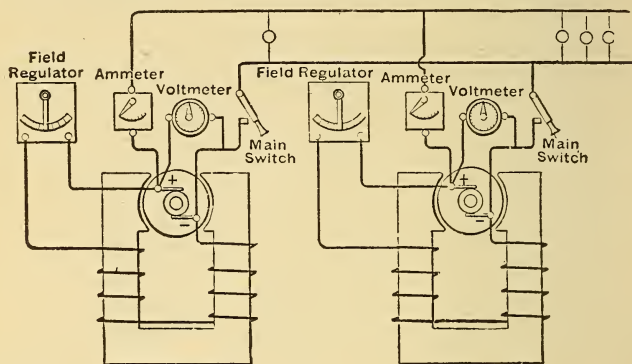 Field
Regulator
Ammeter
Voltmeter
Main
Switch
+
−
Field Regulator
Ammeter
Voltmeter
Main
Switch
+
−